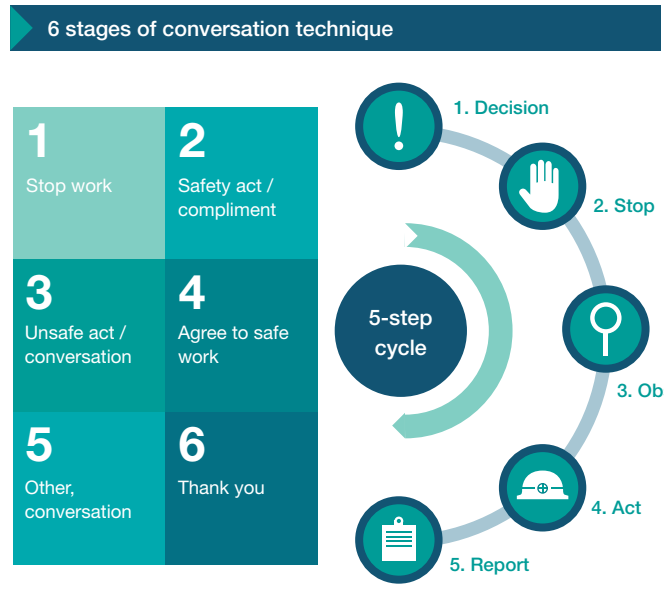 6 stages of conversation technique
1
Stop work
2
Safety act /
compliment
3
Unsafe act /
conversation
4
Agree to safe
work
5
Other,
conversation
6
Thank you
5-step
cycle
1. Decision
2. Stop
3. Ob
4. Act
5. Report